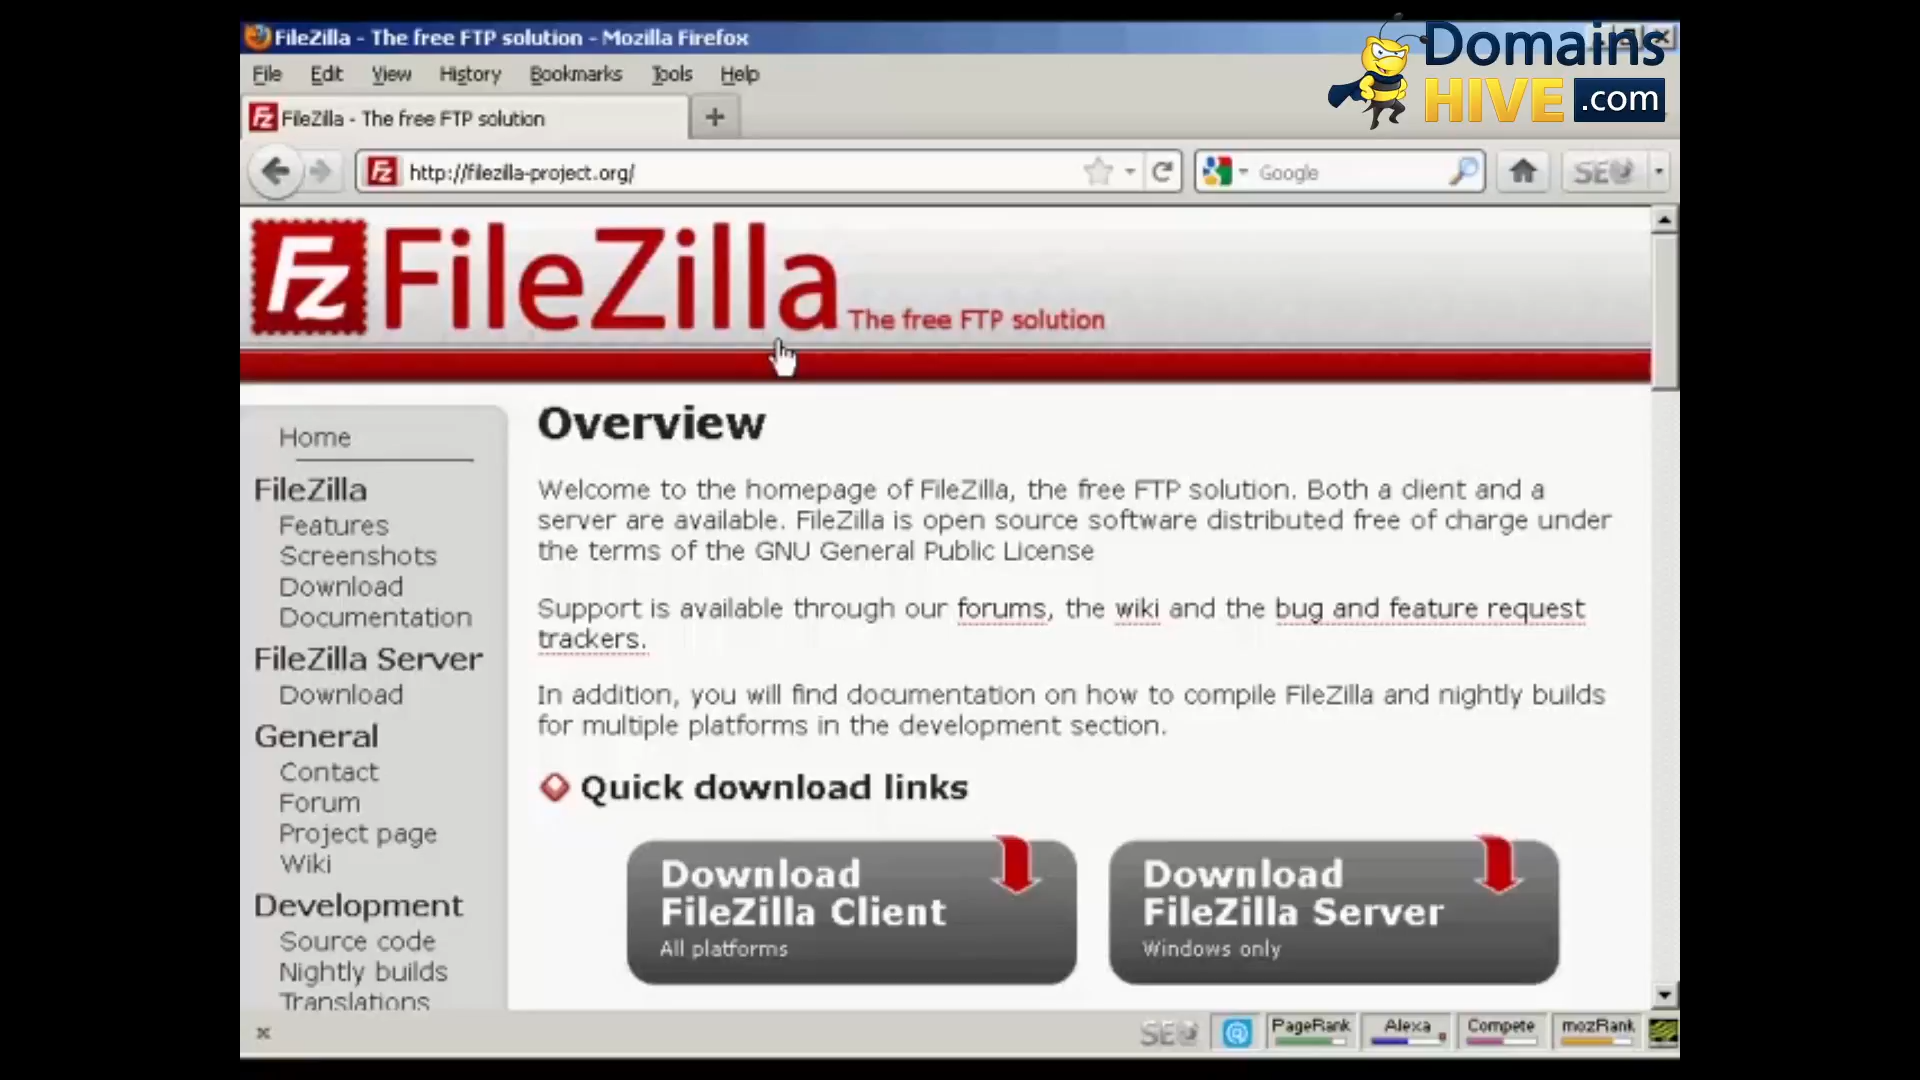 FileZilla - The free FTP solution - Mozilla Firefox
Domains
HIVE .com
File Edit View History Bookmarks Tools Help
FileZilla - The free FTP solution +
http://filezilla-project.org/ Google SEO
FileZilla The free FTP solution
Home
FileZilla
Features
Screenshots
Download
Documentation
FileZilla Server
Download
General
Contact
Forum
Project page
Wiki
Development
Source code
Nightly builds
Translations
Overview
Welcome to the homepage of FileZilla, the free FTP solution. Both a client and a
server are available. FileZilla is open source software distributed free of charge under
the terms of the GNU General Public License
Support is available through our forums, the wiki and the bug and feature request
trackers.
In addition, you will find documentation on how to compile FileZilla and nightly builds
for multiple platforms in the development section.
Quick download links
Download
FileZilla Client
All platforms
Download
FileZilla Server
Windows only
SEO PageRank Alexa Compete mozRank